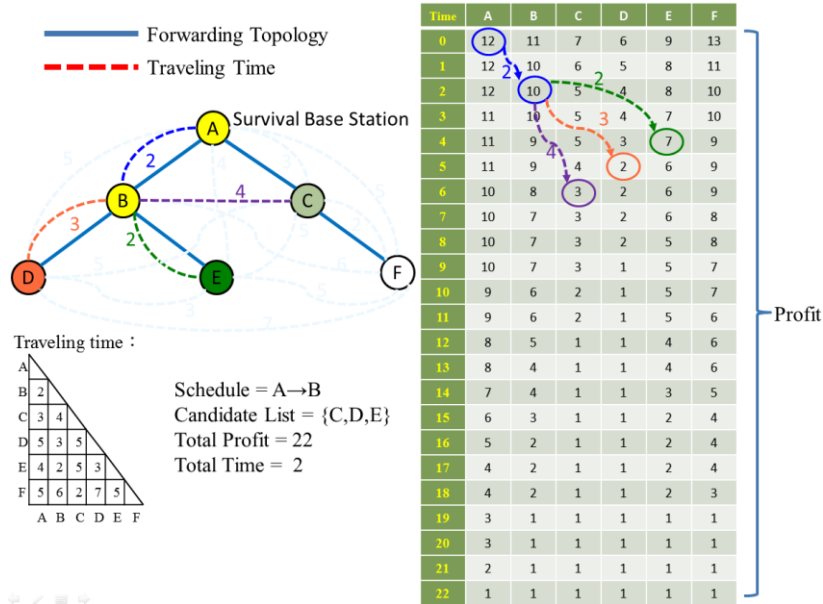 Forwarding Topology
Traveling Time
A Survival Base Station
2
B
4
C
3
2
D
E
F
5
5
6
5
3
7
Traveling time：
A
B 2
C 3 4
D 5 3 5
E 4 2 5 3
F 5 6 2 7 5
A B C D E F
Schedule = A→B
Candidate List = {C,D,E}
Total Profit = 22
Total Time = 2
Time A B C D E F
0 12 11 7 6 9 13
1 12 10 6 5 8 11
2 12 10 5 4 8 10
3 11 10 5 4 7 10
4 11 9 5 3 7 9
5 11 9 4 2 6 9
6 10 8 3 2 6 9
7 10 7 3 2 6 8
8 10 7 3 2 5 8
9 10 7 3 1 5 7
10 9 6 2 1 5 7
11 9 6 2 1 5 6
12 8 5 1 1 4 6
13 8 4 1 1 4 6
14 7 4 1 1 3 5
15 6 3 1 1 2 4
16 5 2 1 1 2 4
17 4 2 1 1 2 4
18 4 2 1 1 2 3
19 3 1 1 1 1 1
20 3 1 1 1 1 1
21 2 1 1 1 1 1
22 1 1 1 1 1 1
2
2
3
4
Profit